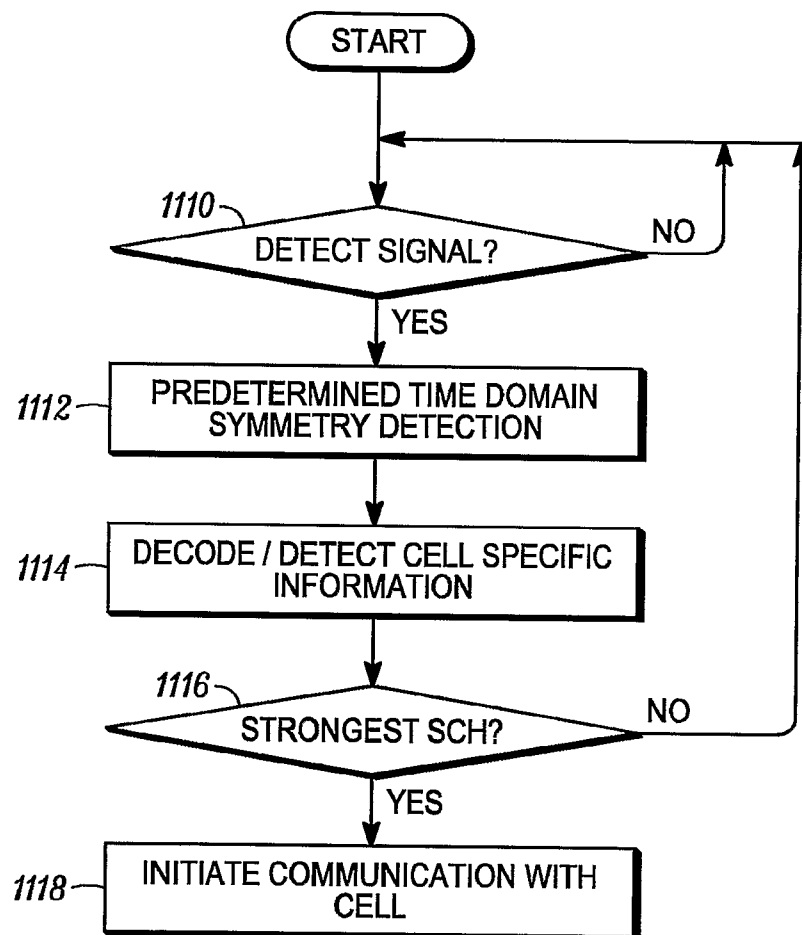 START
1110
DETECT SIGNAL?
NO
YES
1112
PREDETERMINED TIME DOMAIN
SYMMETRY DETECTION
1114
DECODE / DETECT CELL SPECIFIC
INFORMATION
1116
STRONGEST SCH?
NO
YES
1118
INITIATE COMMUNICATION WITH
CELL